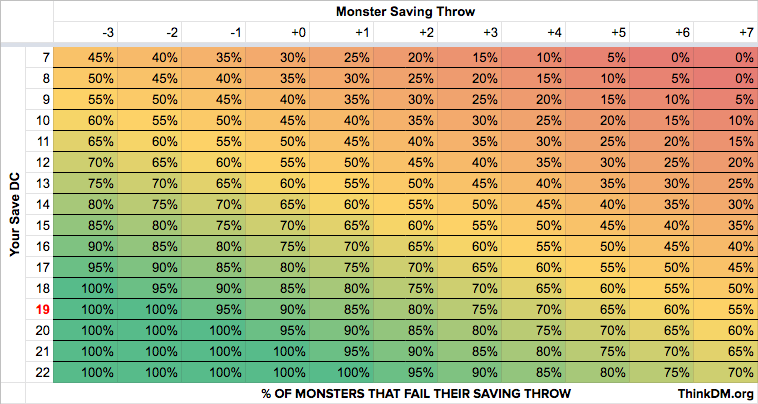 Monster Saving Throw
-3 -2 -1 +0 +1 +2 +3 +4 +5 +6 +7
Your Save DC
7 45% 40% 35% 30% 25% 20% 15% 10% 5% 0% 0%
8 50% 45% 40% 35% 30% 25% 20% 15% 10% 5% 0%
9 55% 50% 45% 40% 35% 30% 25% 20% 15% 10% 5%
10 60% 55% 50% 45% 40% 35% 30% 25% 20% 15% 10%
11 65% 60% 55% 50% 45% 40% 35% 30% 25% 20% 15%
12 70% 65% 60% 55% 50% 45% 40% 35% 30% 25% 20%
13 75% 70% 65% 60% 55% 50% 45% 40% 35% 30% 25%
14 80% 75% 70% 65% 60% 55% 50% 45% 40% 35% 30%
15 85% 80% 75% 70% 65% 60% 55% 50% 45% 40% 35%
16 90% 85% 80% 75% 70% 65% 60% 55% 50% 45% 40%
17 95% 90% 85% 80% 75% 70% 65% 60% 55% 50% 45%
18 100% 95% 90% 85% 80% 75% 70% 65% 60% 55% 50%
19 100% 100% 95% 90% 85% 80% 75% 70% 65% 60% 55%
20 100% 100% 100% 95% 90% 85% 80% 75% 70% 65% 60%
21 100% 100% 100% 100% 95% 90% 85% 80% 75% 70% 65%
22 100% 100% 100% 100% 100% 95% 90% 85% 80% 75% 70%
% OF MONSTERS THAT FAIL THEIR SAVING THROW ThinkDM.org